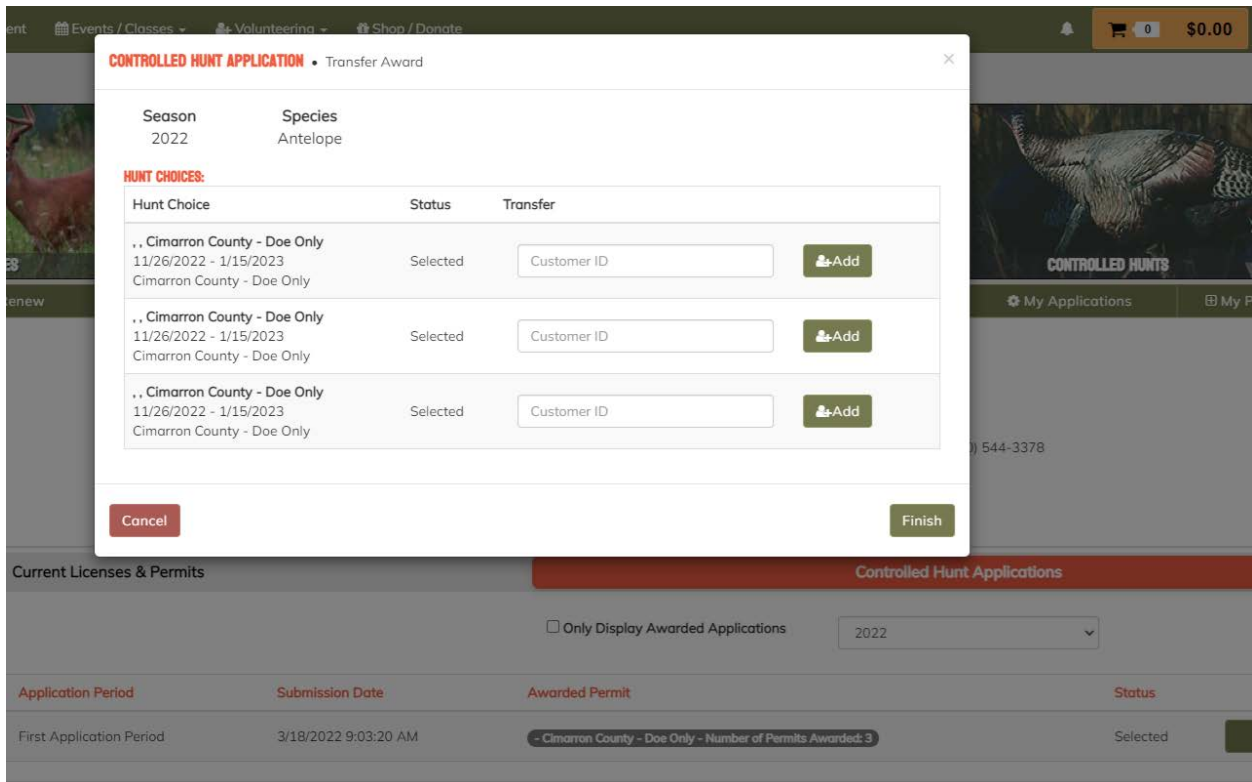 ent Events / Classes Volunteering Shop / Donate 0 $0.00
CONTROLLED HUNT APPLICATION • Transfer Award ×
Season Species
2022 Antelope
HUNT CHOICES:
Hunt Choice Status Transfer
, , Cimarron County - Doe Only
11/26/2022 - 1/15/2023 Selected Customer ID Add
Cimarron County - Doe Only
, , Cimarron County - Doe Only
11/26/2022 - 1/15/2023 Selected Customer ID Add
Cimarron County - Doe Only
, , Cimarron County - Doe Only
11/26/2022 - 1/15/2023 Selected Customer ID Add
Cimarron County - Doe Only
ES CONTROLLED HUNTS
enew My Applications My P
) 544-3378
Cancel Finish
Current Licenses & Permits Controlled Hunt Applications
Only Display Awarded Applications 2022
Application Period Submission Date Awarded Permit Status
First Application Period 3/18/2022 9:03:20 AM - Cimarron County - Doe Only - Number of Permits Awarded: 3 Selected